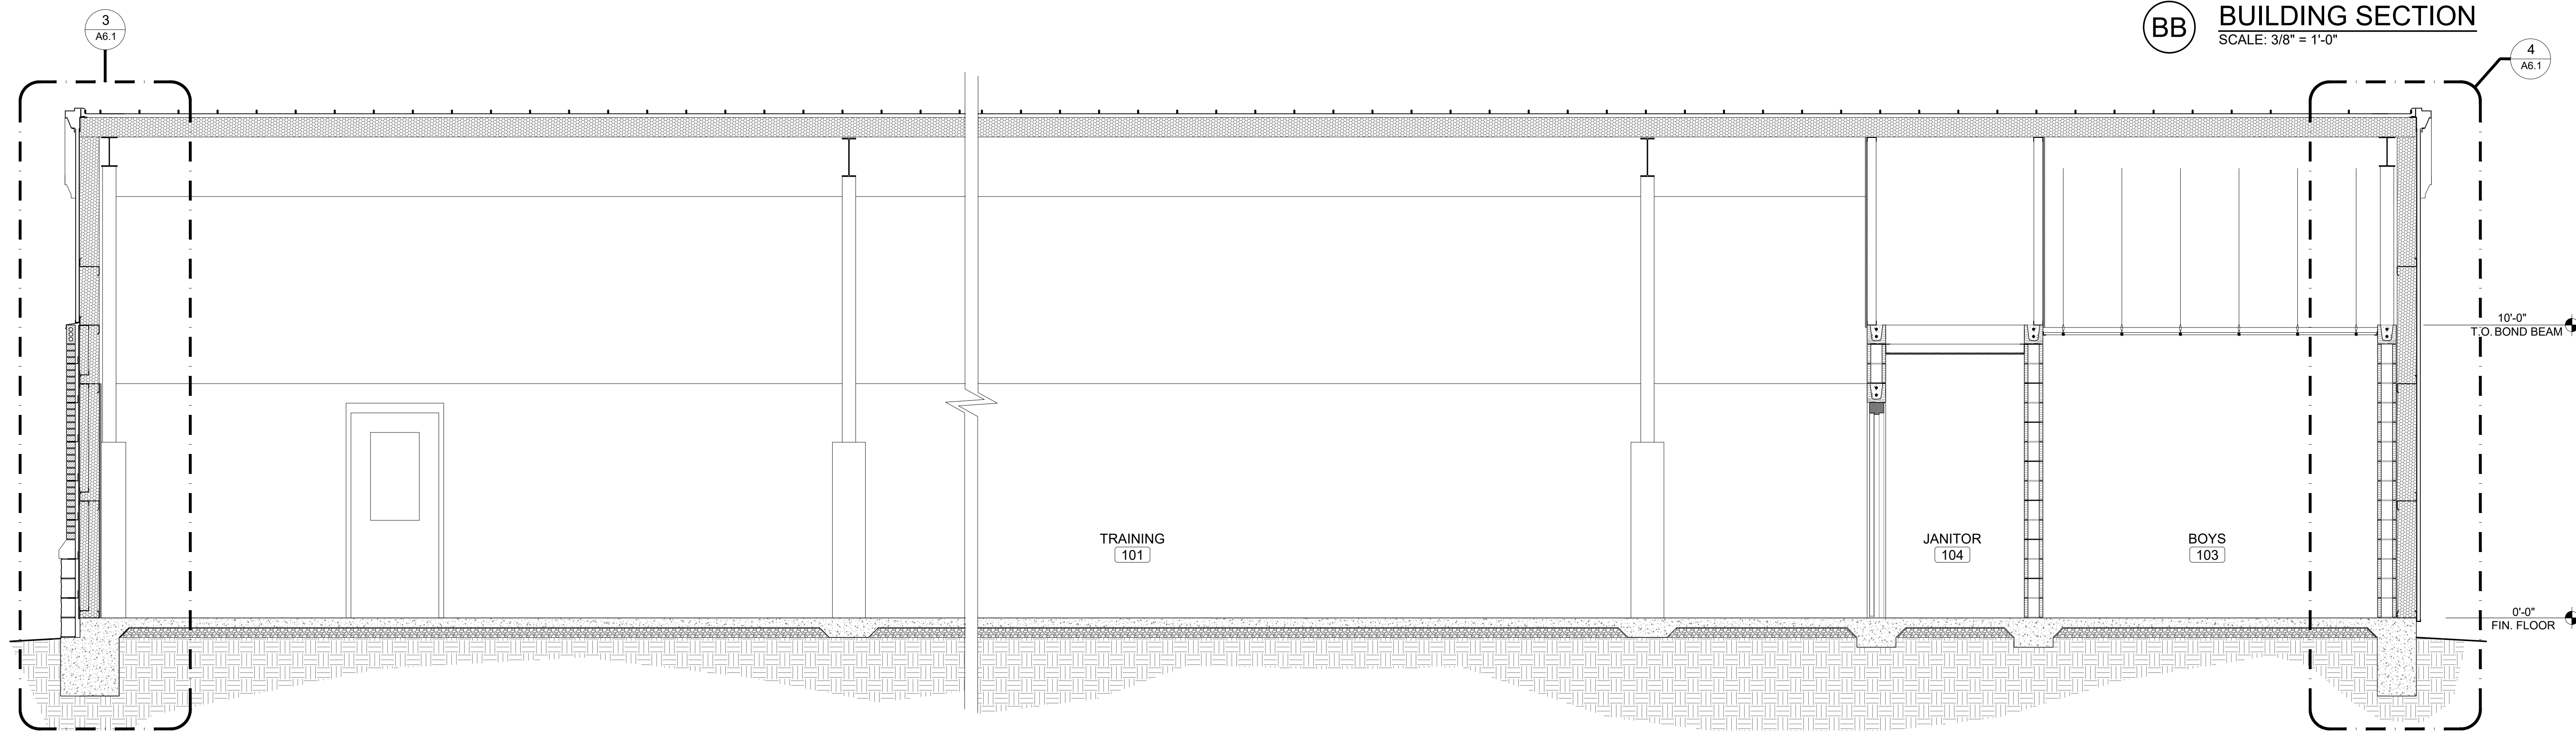 3
A6.1
BB
BUILDING SECTION
SCALE: 3/8" = 1'-0"
4
A6.1
10'-0"
T.O. BOND BEAM
TRAINING
101
JANITOR
104
BOYS
103
0'-0"
FIN. FLOOR